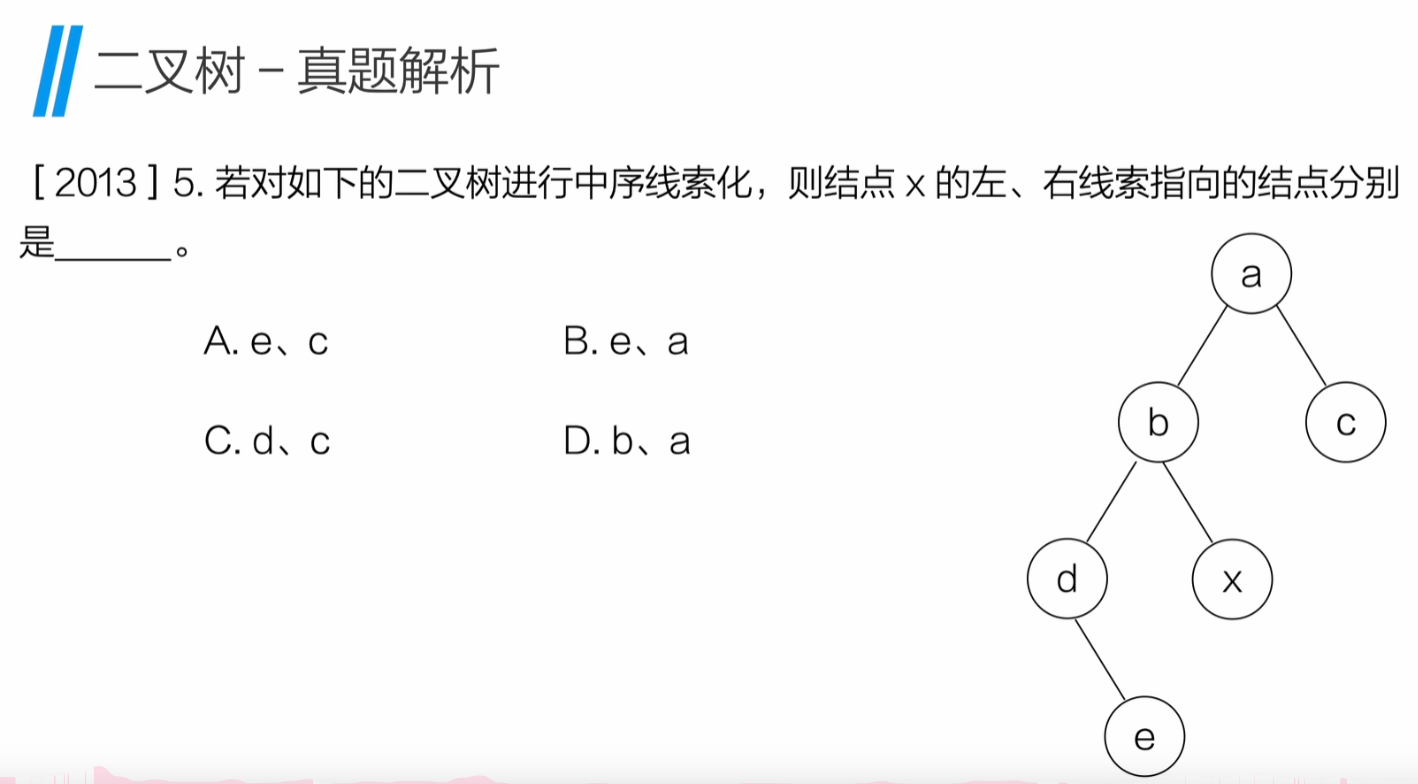 二叉树 – 真题解析
[ 2013 ] 5. 若对如下的二叉树进行中序线索化，则结点 x 的左、右线索指向的结点分别
是______。
A. e、c
B. e、a
C. d、c
D. b、a
a
b
c
d
x
e